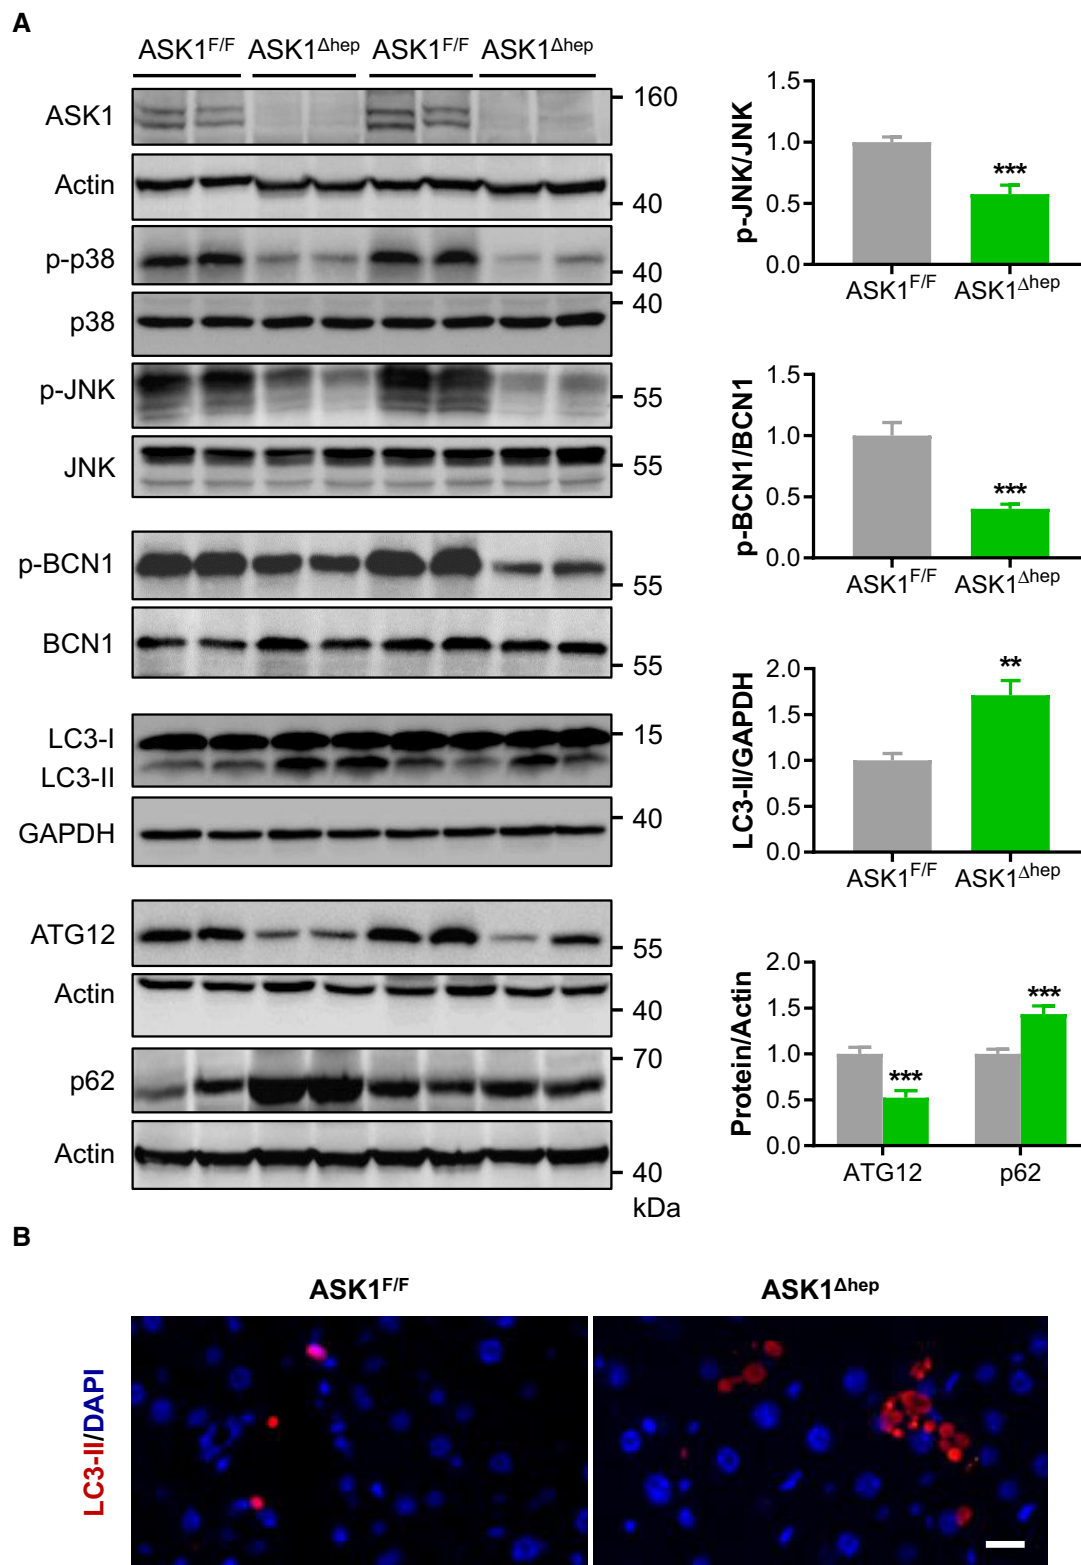 A
ASK1F/F ASK1Δhep ASK1F/F ASK1Δhep
ASK1
160
Actin
40
p-p38
40
p38
40
p-JNK
55
JNK
55
p-BCN1
55
BCN1
55
LC3-I
15
LC3-II
GAPDH
40
ATG12
55
Actin
40
p62
70
Actin
40
kDa
p-JNK/JNK
1.5
1.0
0.5
0.0
***
ASK1F/F ASK1Δhep
p-BCN1/BCN1
1.5
1.0
0.5
0.0
***
ASK1F/F ASK1Δhep
LC3-II/GAPDH
2.0
1.5
1.0
0.5
0.0
**
ASK1F/F ASK1Δhep
Protein/Actin
2.0
1.5
1.0
0.5
0.0
***
***
ATG12 p62
B
ASK1F/F ASK1Δhep
LC3-II/DAPI